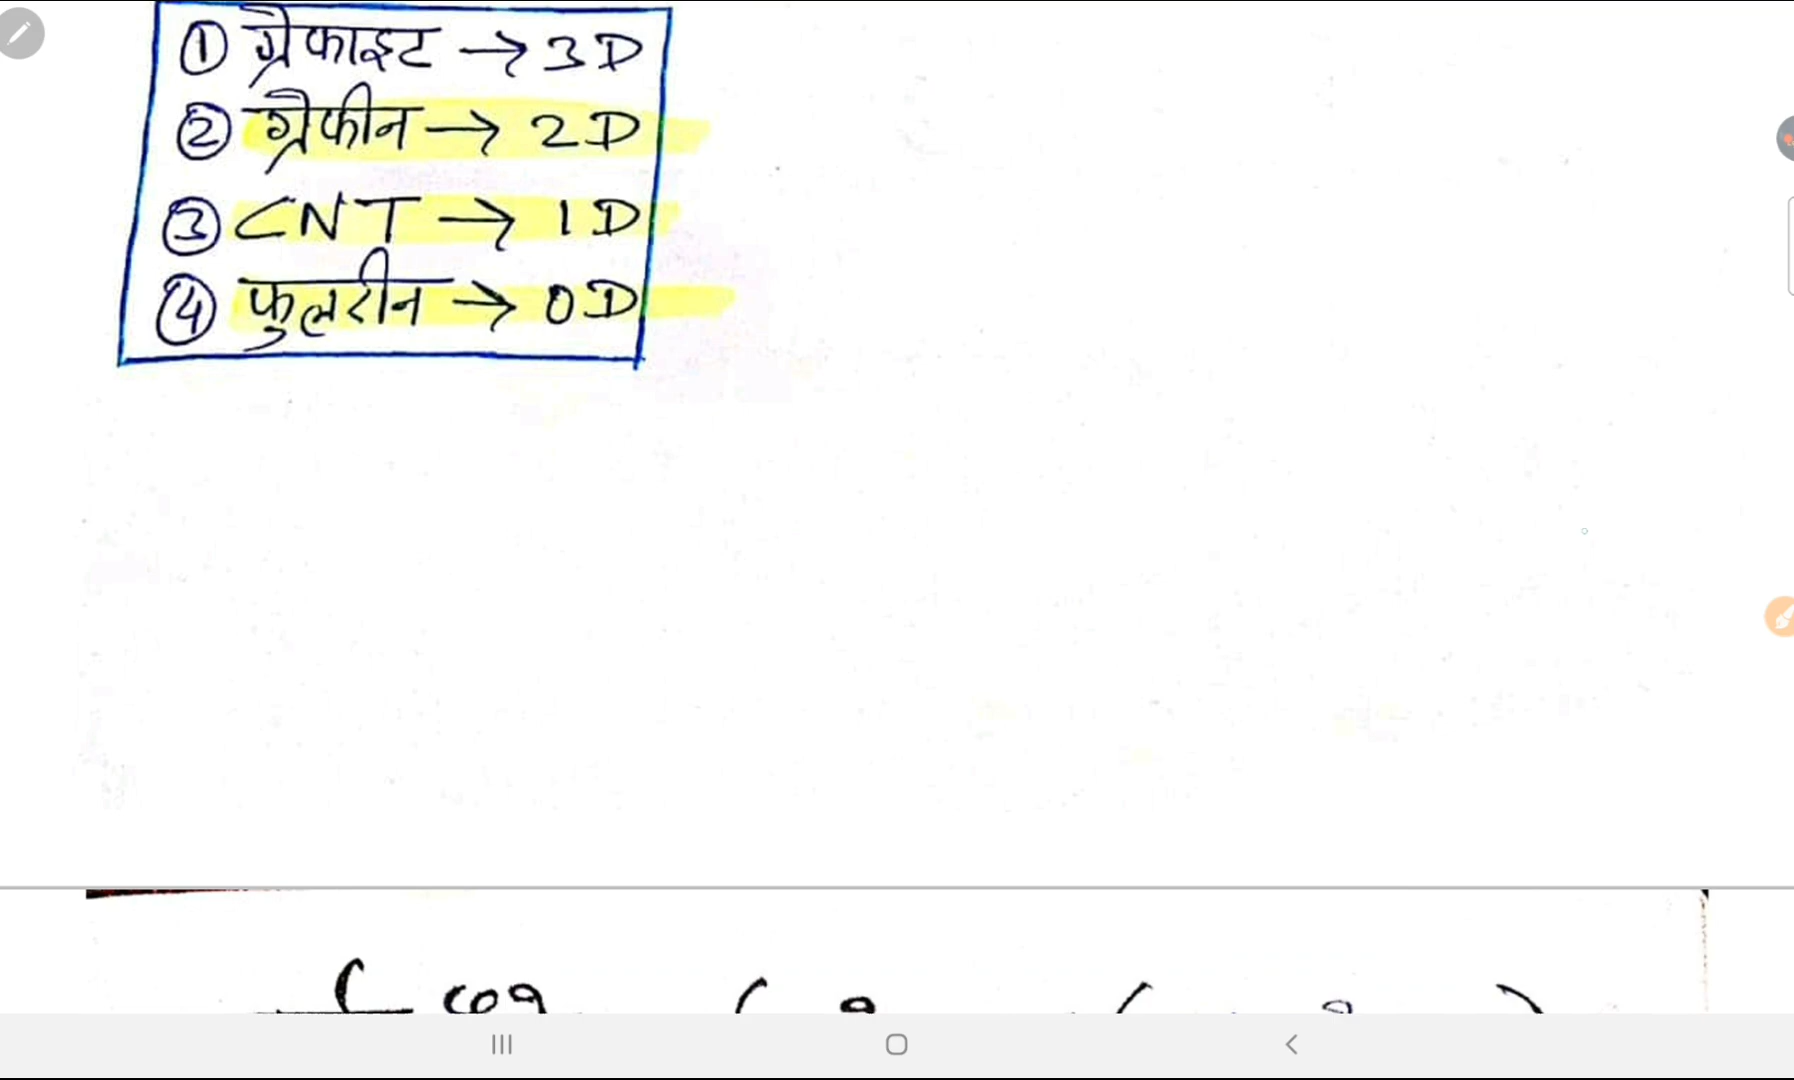 ① ग्रेफाइट → 3D
② ग्रेफीन → 2D
③ CNT → 1D
④ फुलरीन → 0D